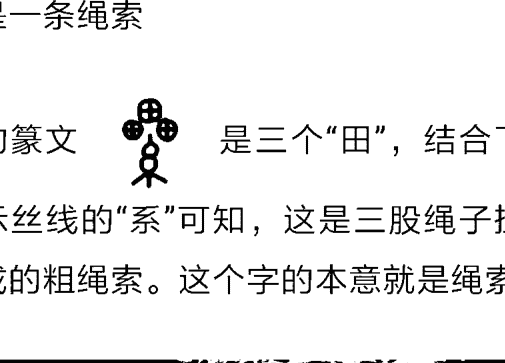 是一条绳索
的篆文 是三个“田”，结合
示丝线的“系”可知，这是三股绳子
成的粗绳索。这个字的本意就是绳索